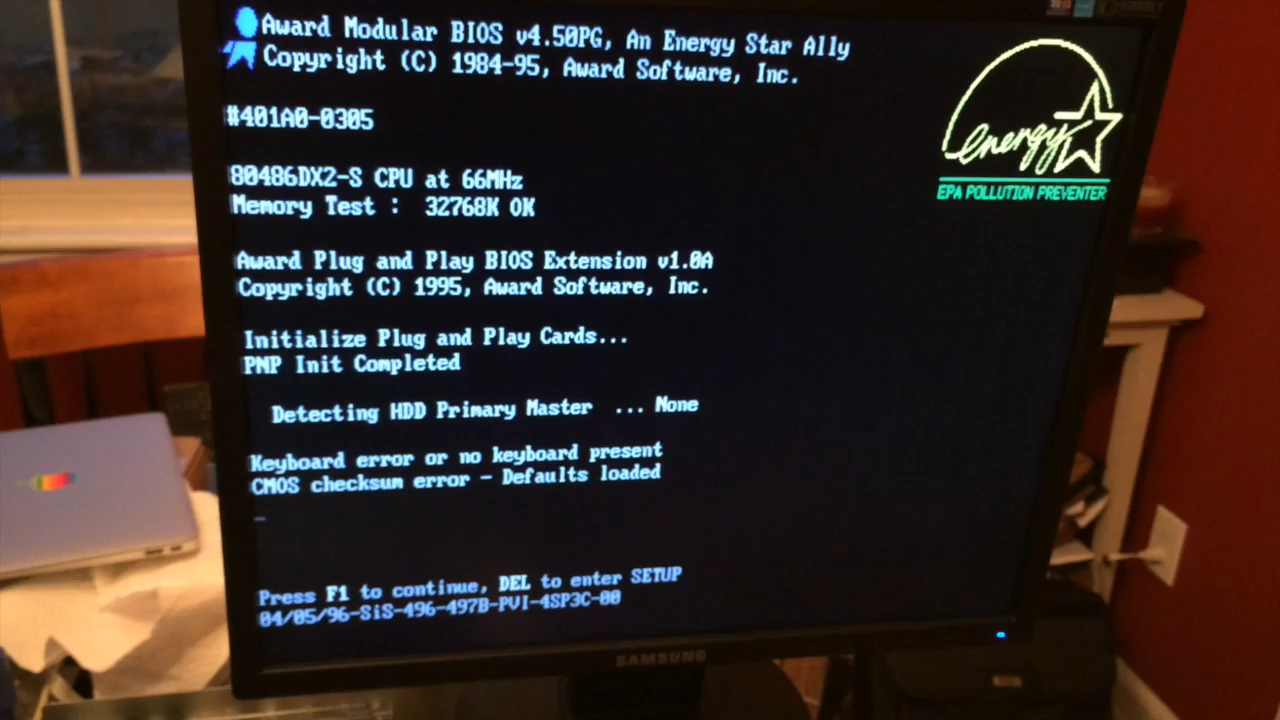 Award Modular BIOS v4.50PG, An Energy Star Ally
Copyright (C) 1984-95, Award Software, Inc.
#401A0-0305
energy
EPA POLLUTION PREVENTER
80486DX2-S CPU at 66MHz
Memory Test : 32768K OK
Award Plug and Play BIOS Extension v1.0A
Copyright (C) 1995, Award Software, Inc.
Initialize Plug and Play Cards...
PNP Init Completed
Detecting HDD Primary Master ... None
Keyboard error or no keyboard present
CMOS checksum error - Defaults loaded
Press F1 to continue, DEL to enter SETUP
04/05/96-SiS-496-497B-PVI-4SP3C-00
SAMSUNG